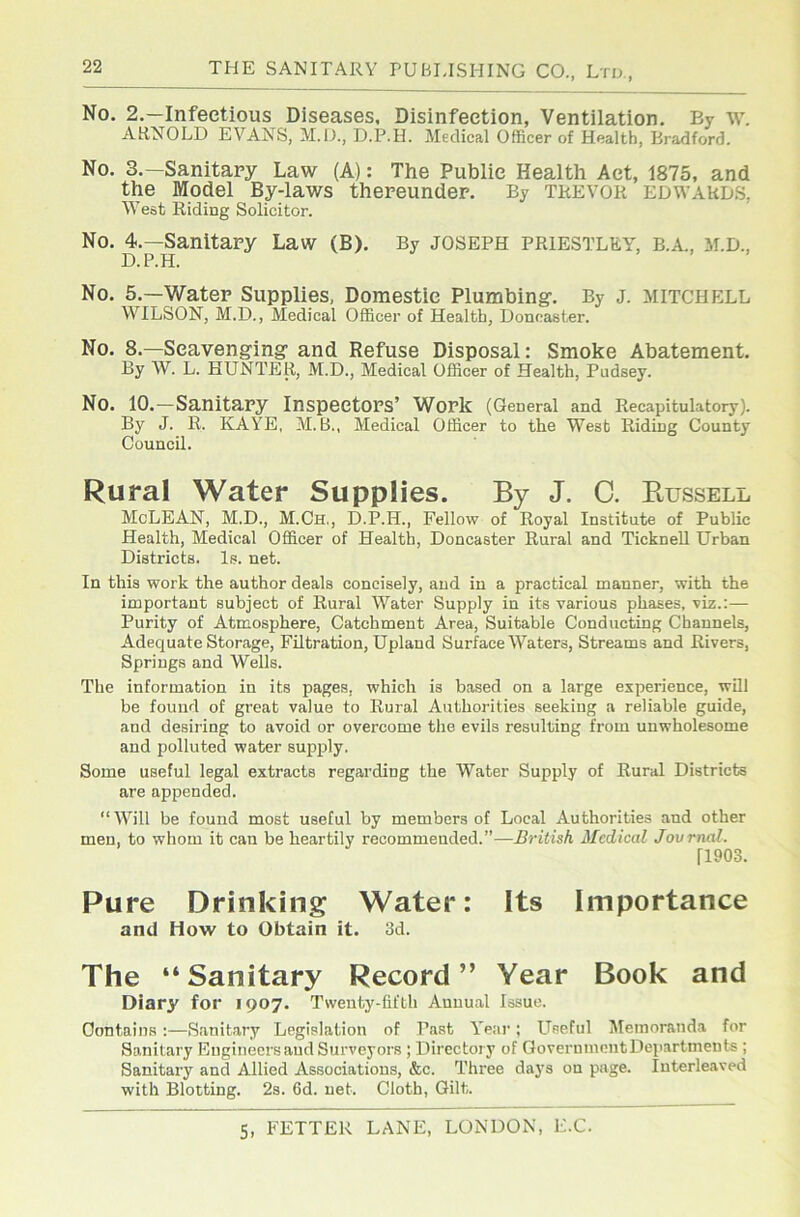 22 THE SANITARY PUBLISHING CO., LTD.,
No. 2.—Infectious Diseases, Disinfection, Ventilation. By W.
ARNOLD EVANS, M.D., D.P.H. Medical Officer of Health, Bradford.
No. 3.—Sanitary Law (A): The Public Health Act, 1875, and
the Model By-laws thereunder. By TREVOR EDWARDS,
West Riding Solicitor.
No. 4.—Sanitary Law (B). By JOSEPH PRIESTLEY, B.A., M.D.,
D.P.H.
No. 5.—Water Supplies, Domestic Plumbing. By J. MITCHELL
WILSON, M.D., Medical Officer of Health, Doncaster.
No. 8.—Scavenging and Refuse Disposal: Smoke Abatement.
By W. L. HUNTER, M.D., Medical Officer of Health, Pudsey.
No. 10.—Sanitary Inspectors' Work (General and Recapitulatory).
By J. R. KAYE, M.B., Medical Officer to the West Riding County
Council.
Rural Water Supplies. By J. C. RUSSELL
MCLEAN, M.D., M.CH., D.P.H., Fellow of Royal Institute of Public
Health, Medical Officer of Health, Doncaster Rural and Ticknell Urban
Districts. 1s. net.
In this work the author deals concisely, and in a practical manner, with the
important subject of Rural Water Supply in its various phases, viz.:—
Purity of Atmosphere, Catchment Area, Suitable Conducting Channels,
Adequate Storage, Filtration, Upland Surface Waters, Streams and Rivers,
Springs and Wells.
The information in its pages, which is based on a large experience, will
be found of great value to Rural Authorities seeking a reliable guide,
and desiring to avoid or overcome the evils resulting from unwholesome
and polluted water supply.
Some useful legal extracts regarding the Water Supply of Rural Districts
are appended.
"Will be found most useful by members of Local Authorities and other
men, to whom it can be heartily recommended."—British Medical Journal.
[1903.
Pure Drinking Water: Its Importance
and How to Obtain it. 3d.
The "Sanitary Record" Year Book and
Diary for 1907. Twenty-fifth Annual Issue.
Contains:—Sanitary Legislation of Past Year; Useful Memoranda for
Sanitary Engineers and Surveyors; Directory of Government Departments;
Sanitary and Allied Associations, &c. Three days on page. Interleaved
with Blotting. 2s. 6d. net. Cloth, Gilt.
5, FETTER LANE, LONDON, E.C.